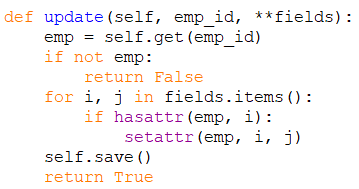 def update(self, emp_id, **fields):
    emp = self.get(emp_id)
    if not emp:
        return False
    for i, j in fields.items():
        if hasattr(emp, i):
            setattr(emp, i, j)
    self.save()
    return True